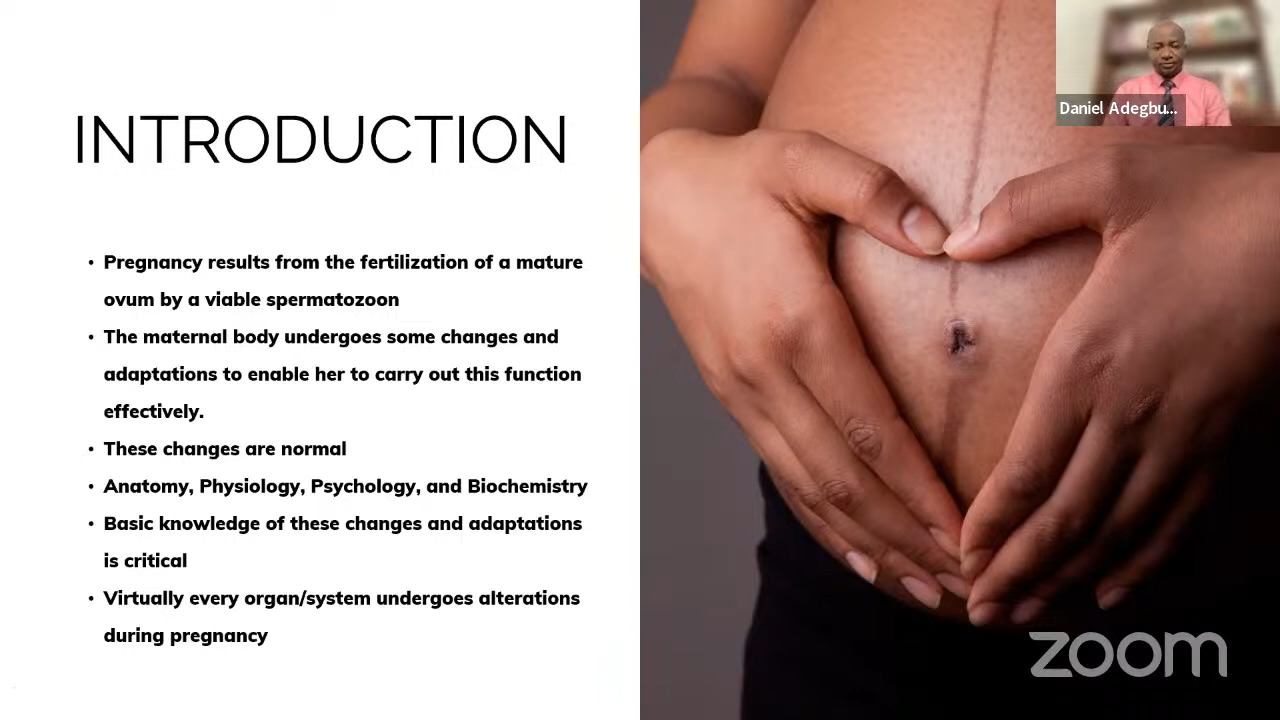 INTRODUCTION
• Pregnancy results from the fertilization of a mature
ovum by a viable spermatozoon
• The maternal body undergoes some changes and
adaptations to enable her to carry out this function
effectively.
• These changes are normal
• Anatomy, Physiology, Psychology, and Biochemistry
• Basic knowledge of these changes and adaptations
is critical
• Virtually every organ/system undergoes alterations
during pregnancy
Daniel Adegbu...
zoom